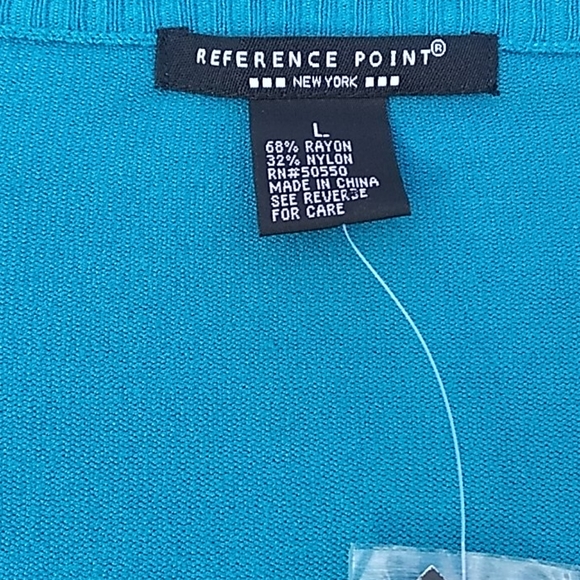 REFERENCE POINT®
NEW YORK
L
68% RAYON
32% NYLON
RN#50550
MADE IN CHINA
SEE REVERSE
FOR CARE